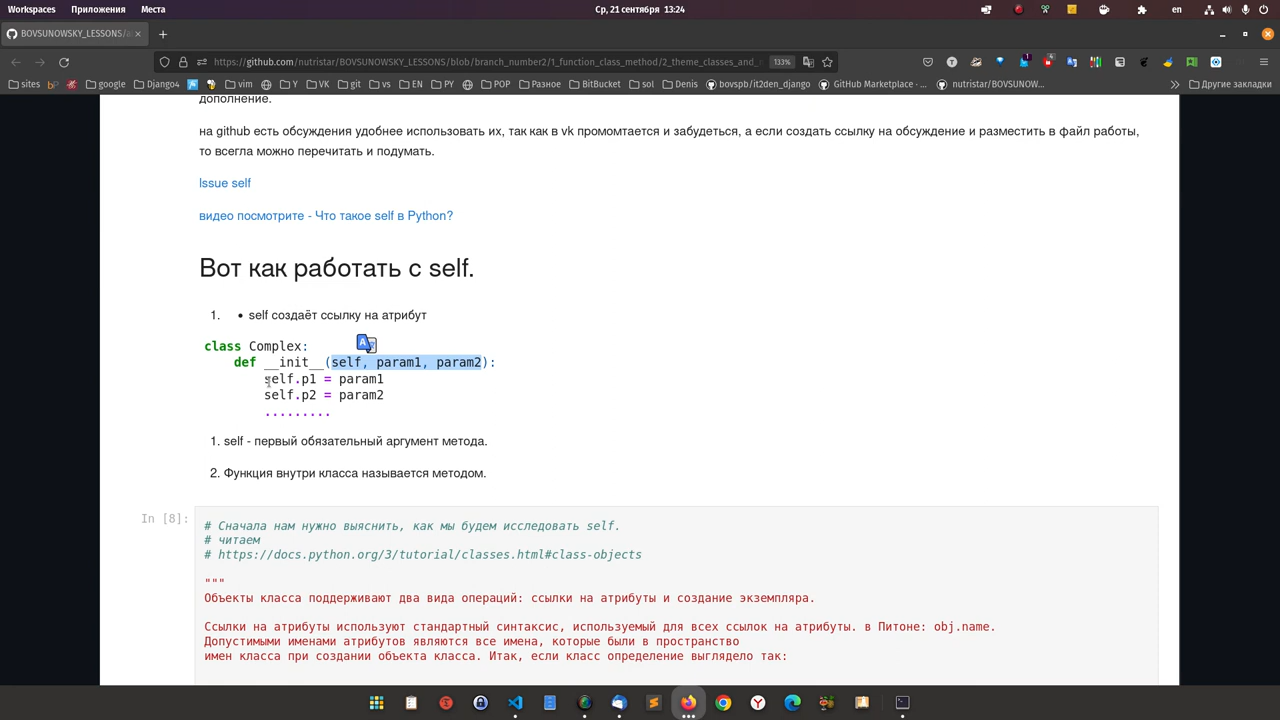 Workspaces Приложения Места Ср, 21 сентября 13:24 en
BOVSUNOWSKY_LESSONS/
https://github.com/nutristar/BOVSUNOWSKY_LESSONS/blob/branch_number2/1_function_class_method/2_theme_classes_and_ 133%
sites google Django4 vim Y VK git vs EN PY POP Разное BitBucket sol Denis bovspb/it2den_django GitHub Marketplace · ... nutristar/BOVSUNOW... Другие закладки
дополнение.
на github есть обсуждения удобнее использовать их, так как в vk промомтается и забудеться, а если создать ссылку на обсуждение и разместить в файл работы,
то всегла можно перечитать и подумать.
Issue self
видео посмотрите - Что такое self в Python?
Вот как работать с self.
1. • self создаёт ссылку на атрибут
class Complex:
def __init__(self, param1, param2):
self.p1 = param1
self.p2 = param2
.........
1. self - первый обязательный аргумент метода.
2. Функция внутри класса называется методом.
In [8]:
# Сначала нам нужно выяснить, как мы будем исследовать self.
# читаем
# https://docs.python.org/3/tutorial/classes.html#class-objects
"""
Объекты класса поддерживают два вида операций: ссылки на атрибуты и создание экземпляра.
Ссылки на атрибуты используют стандартный синтаксис, используемый для всех ссылок на атрибуты. в Питоне: obj.name.
Допустимыми именами атрибутов являются все имена, которые были в пространство
имен класса при создании объекта класса. Итак, если класс определение выглядело так: